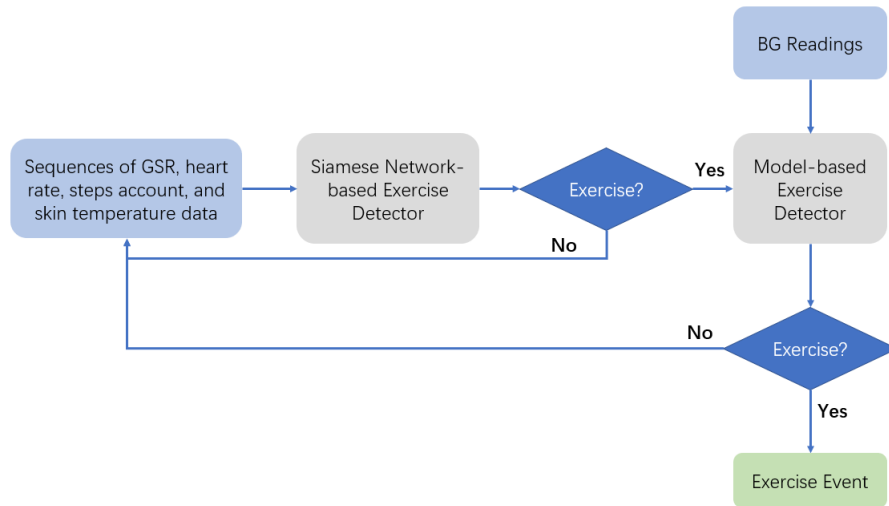 BG Readings
Sequences of GSR, heart
rate, steps account, and
skin temperature data
Siamese Network-
based Exercise
Detector
Exercise?
Yes
Model-based
Exercise
Detector
No
No
Exercise?
Yes
Exercise Event